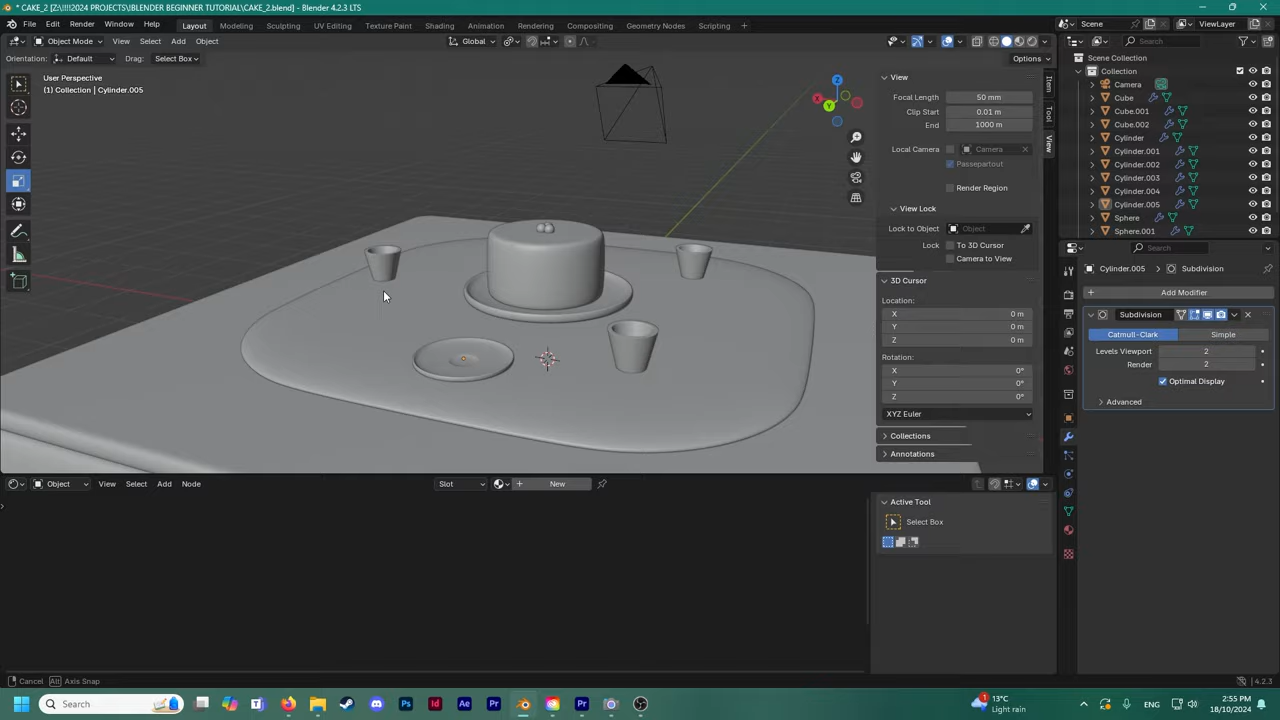 * CAKE_2 [Z:\!!!!2024 PROJECTS\BLENDER BEGINNER TUTORIAL\CAKE_2.blend] - Blender 4.2.3 LTS
File Edit Render Window Help Layout Modeling Sculpting UV Editing Texture Paint Shading Animation Rendering Compositing Geometry Nodes Scripting + Scene ViewLayer
Object Mode View Select Add Object Global Search
Orientation: Default Drag: Select Box Options
Scene Collection
Collection
Camera
Cube
Cube.001
Cube.002
Cylinder
Cylinder.001
Cylinder.002
Cylinder.003
Cylinder.004
Cylinder.005
Sphere
Sphere.001
User Perspective
(1) Collection | Cylinder.005
X
Y
Z
View
Focal Length 50 mm
Clip Start 0.01 m
End 1000 m
Local Camera Camera
Passepartout
Render Region
View Lock
Lock to Object Object
Lock To 3D Cursor
Camera to View
3D Cursor
Location:
X 0 m
Y 0 m
Z 0 m
Rotation:
X 0°
Y 0°
Z 0°
XYZ Euler
Collections
Annotations
Item
Tool
View
Search
Cylinder.005 Subdivision
Add Modifier
Subdivision
Catmull-Clark Simple
Levels Viewport 2
Render 2
Optimal Display
Advanced
Object View Select Add Node Slot New
Active Tool
Select Box
Cancel Alt Axis Snap 4.2.3
Search
13°C
Light rain
ENG
2:55 PM
18/10/2024